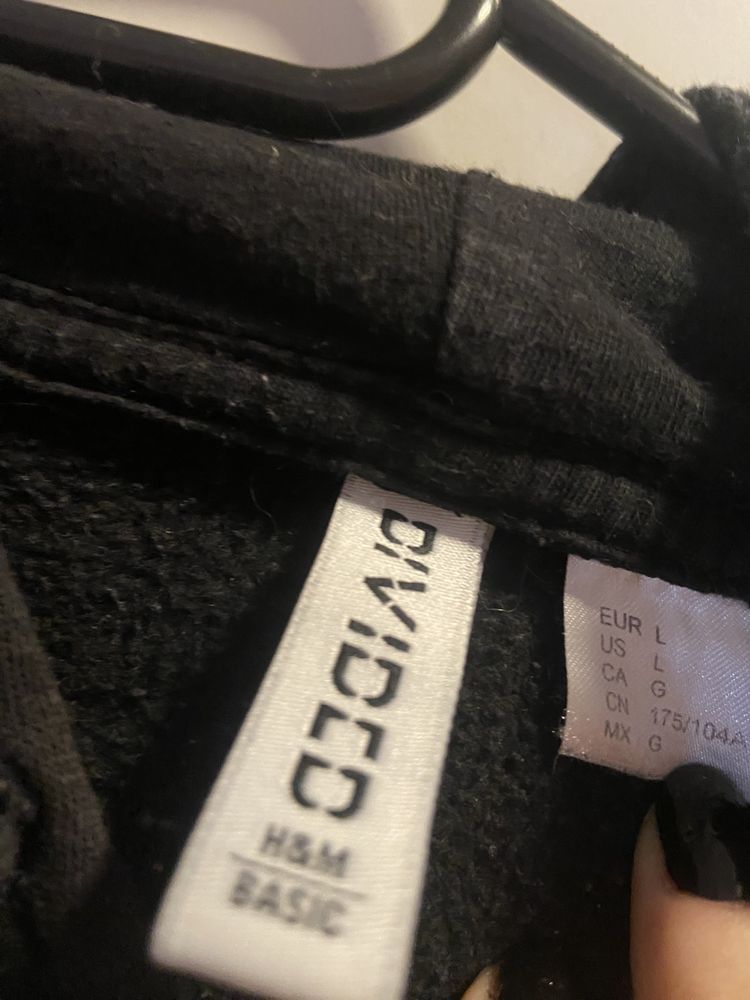 DIVIDED
H&M
BASIC
EUR L
US L
CA G
CN 175/104A
MX G